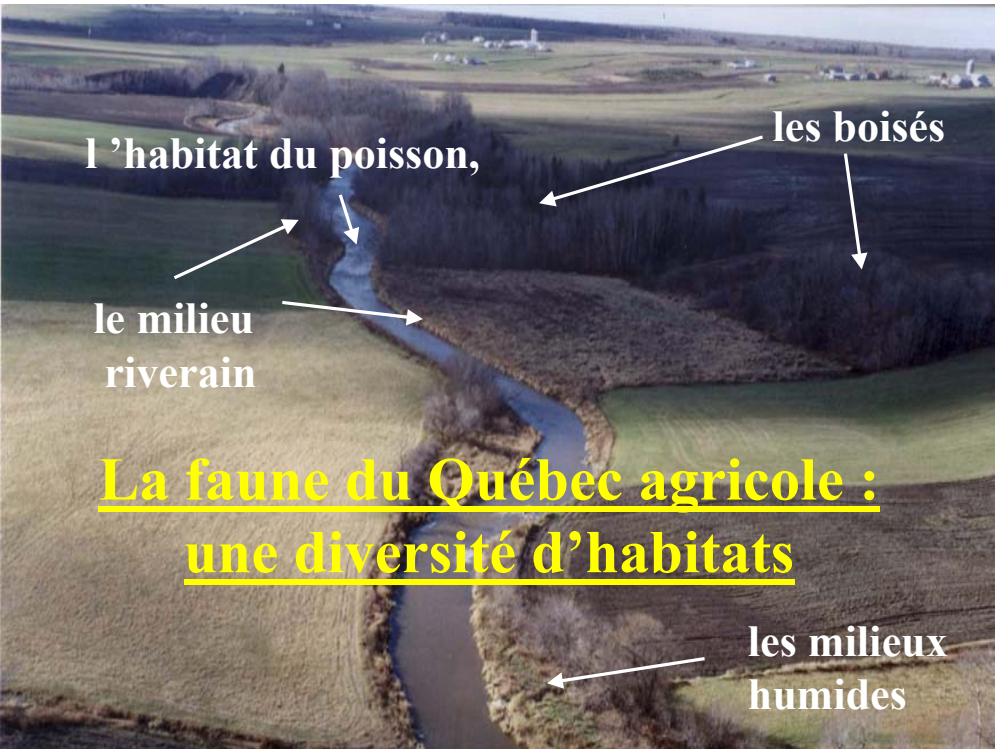 les boisés
l ’habitat du poisson,
le milieu
riverain
La faune du Québec agricole :
une diversité d’habitats
les milieux
humides